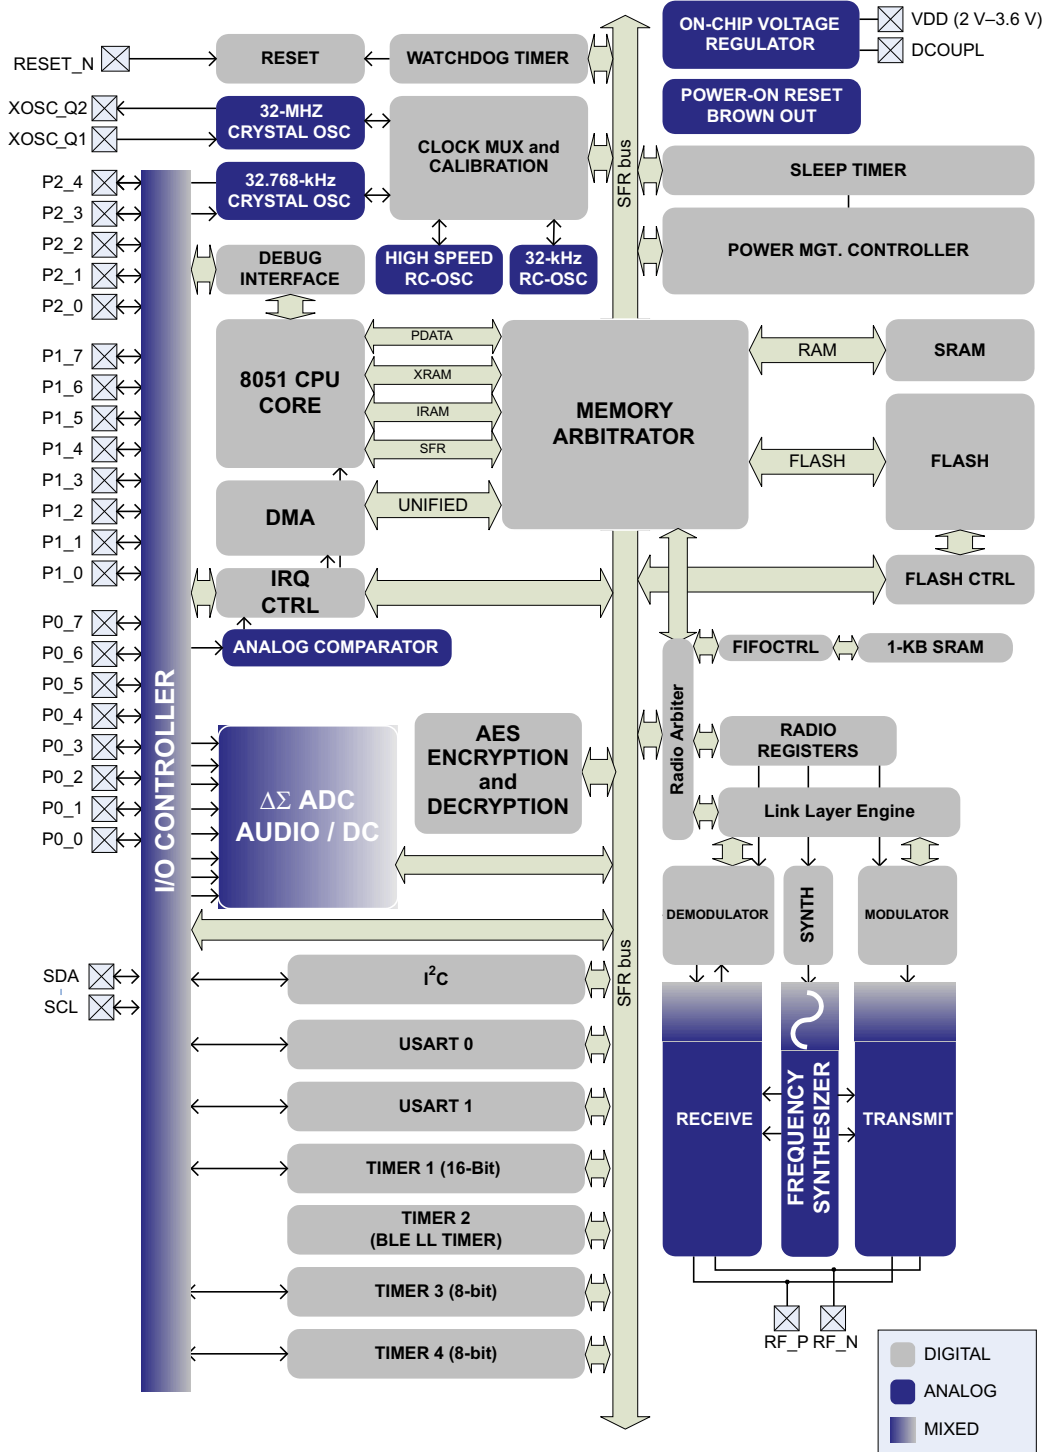 ON-CHIP VOLTAGE
REGULATOR
VDD (2 V–3.6 V)
DCOUPL
RESET_N
RESET
WATCHDOG TIMER
POWER-ON RESET
BROWN OUT
XOSC_Q2
XOSC_Q1
32-MHZ
CRYSTAL OSC
CLOCK MUX and
CALIBRATION
SFR bus
SLEEP TIMER
32.768-kHz
CRYSTAL OSC
POWER MGT. CONTROLLER
HIGH SPEED
RC-OSC
32-kHz
RC-OSC
DEBUG
INTERFACE
P2_4
P2_3
P2_2
P2_1
P2_0
P1_7
P1_6
P1_5
P1_4
P1_3
P1_2
P1_1
P1_0
P0_7
P0_6
P0_5
P0_4
P0_3
P0_2
P0_1
P0_0
I/O CONTROLLER
8051 CPU
CORE
PDATA
XRAM
IRAM
SFR
UNIFIED
MEMORY
ARBITRATOR
RAM
SRAM
FLASH
FLASH
DMA
IRQ
CTRL
FLASH CTRL
ANALOG COMPARATOR
FIFOCTRL
1-KB SRAM
Radio Arbiter
RADIO
REGISTERS
Link Layer Engine
AES
ENCRYPTION
and
DECRYPTION
ΔΣ ADC
AUDIO / DC
DEMODULATOR
SYNTH
MODULATOR
SDA
SCL
SFR bus
I2C
USART 0
USART 1
TIMER 1 (16-Bit)
TIMER 2
(BLE LL TIMER)
TIMER 3 (8-bit)
TIMER 4 (8-bit)
RECEIVE
FREQUENCY
SYNTHESIZER
TRANSMIT
RF_P
RF_N
DIGITAL
ANALOG
MIXED